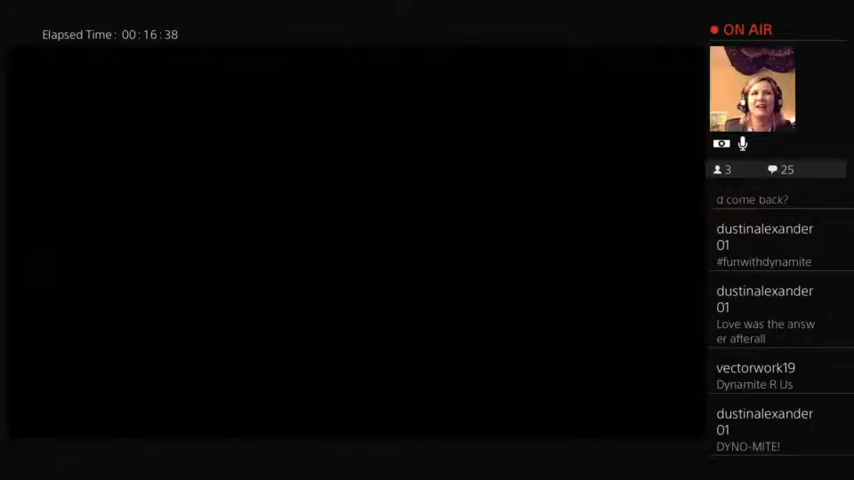 Elapsed Time: 00:16:38
ON AIR
3 25
d come back?
dustinalexander
01
#funwithdynamite
dustinalexander
01
Love was the answ
er afterall
vectorwork19
Dynamite R Us
dustinalexander
01
DYNO-MITE!